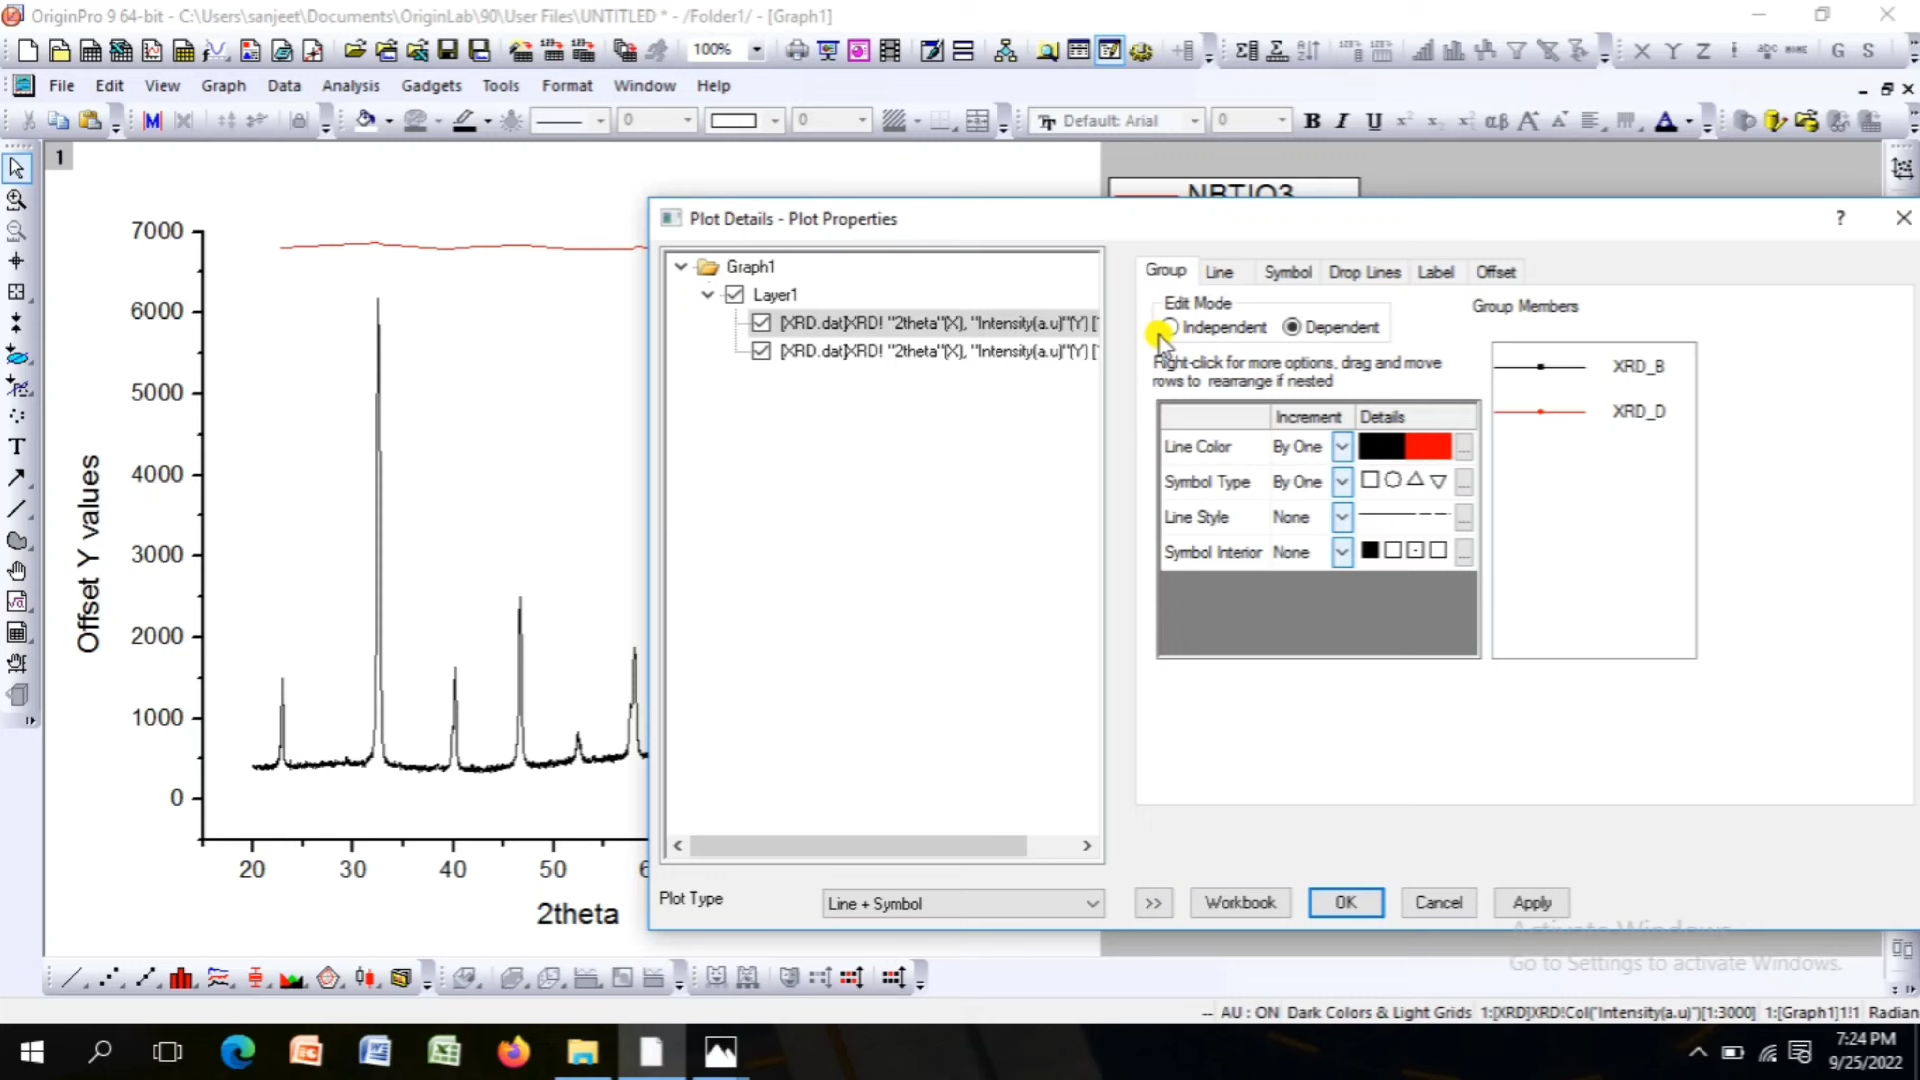 OriginPro 9 64-bit - C:\Users\sanjeet\Documents\OriginLab\90\User Files\UNTITLED * - /Folder1/ - [Graph1]
100%
X Y Z
G S
File Edit View Graph Data Analysis Gadgets Tools Format Window Help
0
0
Default: Arial
0
B I U
αβ
1
NBTIO3
7000
6000
5000
4000
3000
2000
1000
0
Offset Y values
20 30 40 50
2theta
Plot Details - Plot Properties
Graph1
Layer1
[XRD.dat]XRD! "2theta"(X), "Intensity(a.u)"(Y) [
[XRD.dat]XRD! "2theta"(X), "Intensity(a.u)"(Y) [
Group Line Symbol Drop Lines Label Offset
Edit Mode
Independent Dependent
Group Members
Right-click for more options, drag and move
rows to rearrange if nested
Increment Details
Line Color By One
Symbol Type By One
Line Style None
Symbol Interior None
XRD_B
XRD_D
Plot Type Line + Symbol
>> Workbook OK Cancel Apply
Activate Windows
Go to Settings to activate Windows.
-- AU : ON Dark Colors & Light Grids 1:[XRD]XRD!Col("Intensity(a.u)")[1:3000] 1:[Graph1]1!1 Radian
7:24 PM
9/25/2022